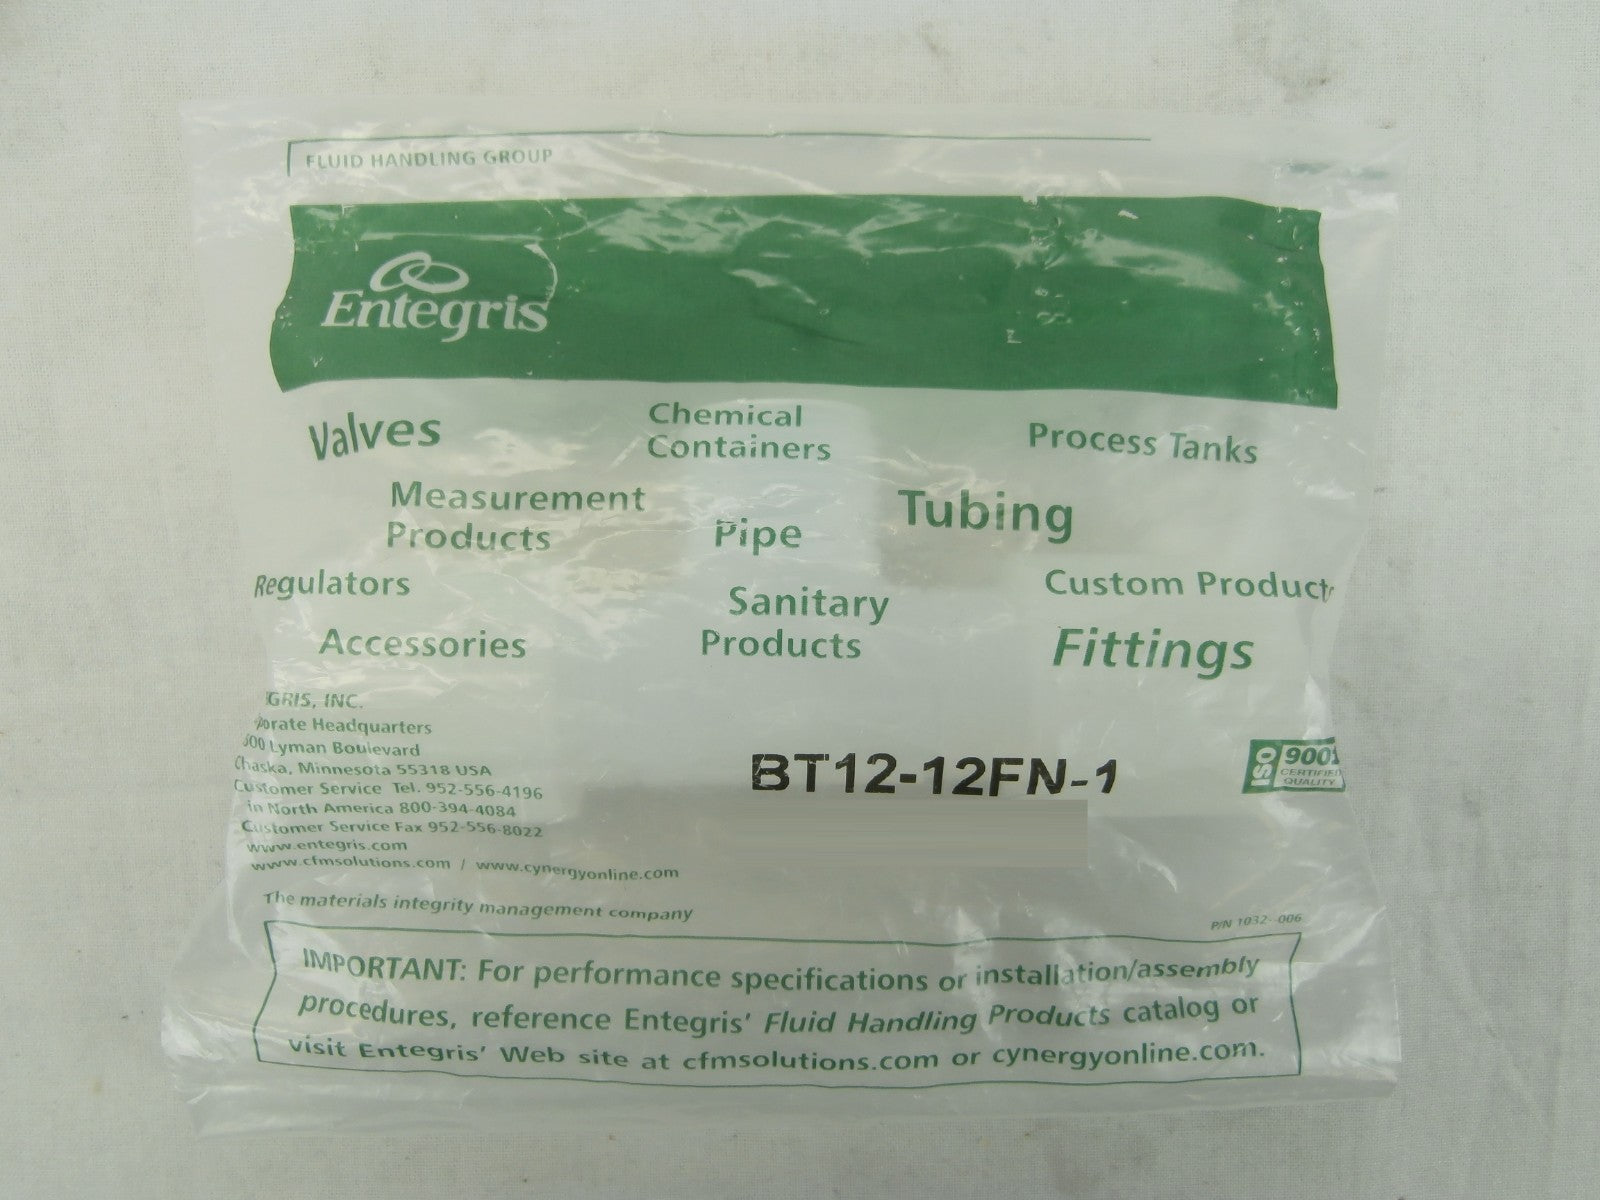 FLUID HANDLING GROUP
Entegris
Valves
Chemical
Containers
Process Tanks
Measurement
Products
Pipe
Tubing
Regulators
Sanitary
Products
Custom Product
Accessories
Fittings
GRIS, INC.
porate Headquarters
500 Lyman Boulevard
Chaska, Minnesota 55318 USA
Customer Service Tel. 952-556-4196
in North America 800-394-4084
Customer Service Fax 952-556-8022
www.entegris.com
www.cfmsolutions.com / www.cynergyonline.com
The materials integrity management company
BT12-12FN-1
ISO 9001
CERTIFIED
QUALITY
P/N 1032-006
IMPORTANT: For performance specifications or installation/assembly
procedures, reference Entegris' Fluid Handling Products catalog or
visit Entegris' Web site at cfmsolutions.com or cynergyonline.com.